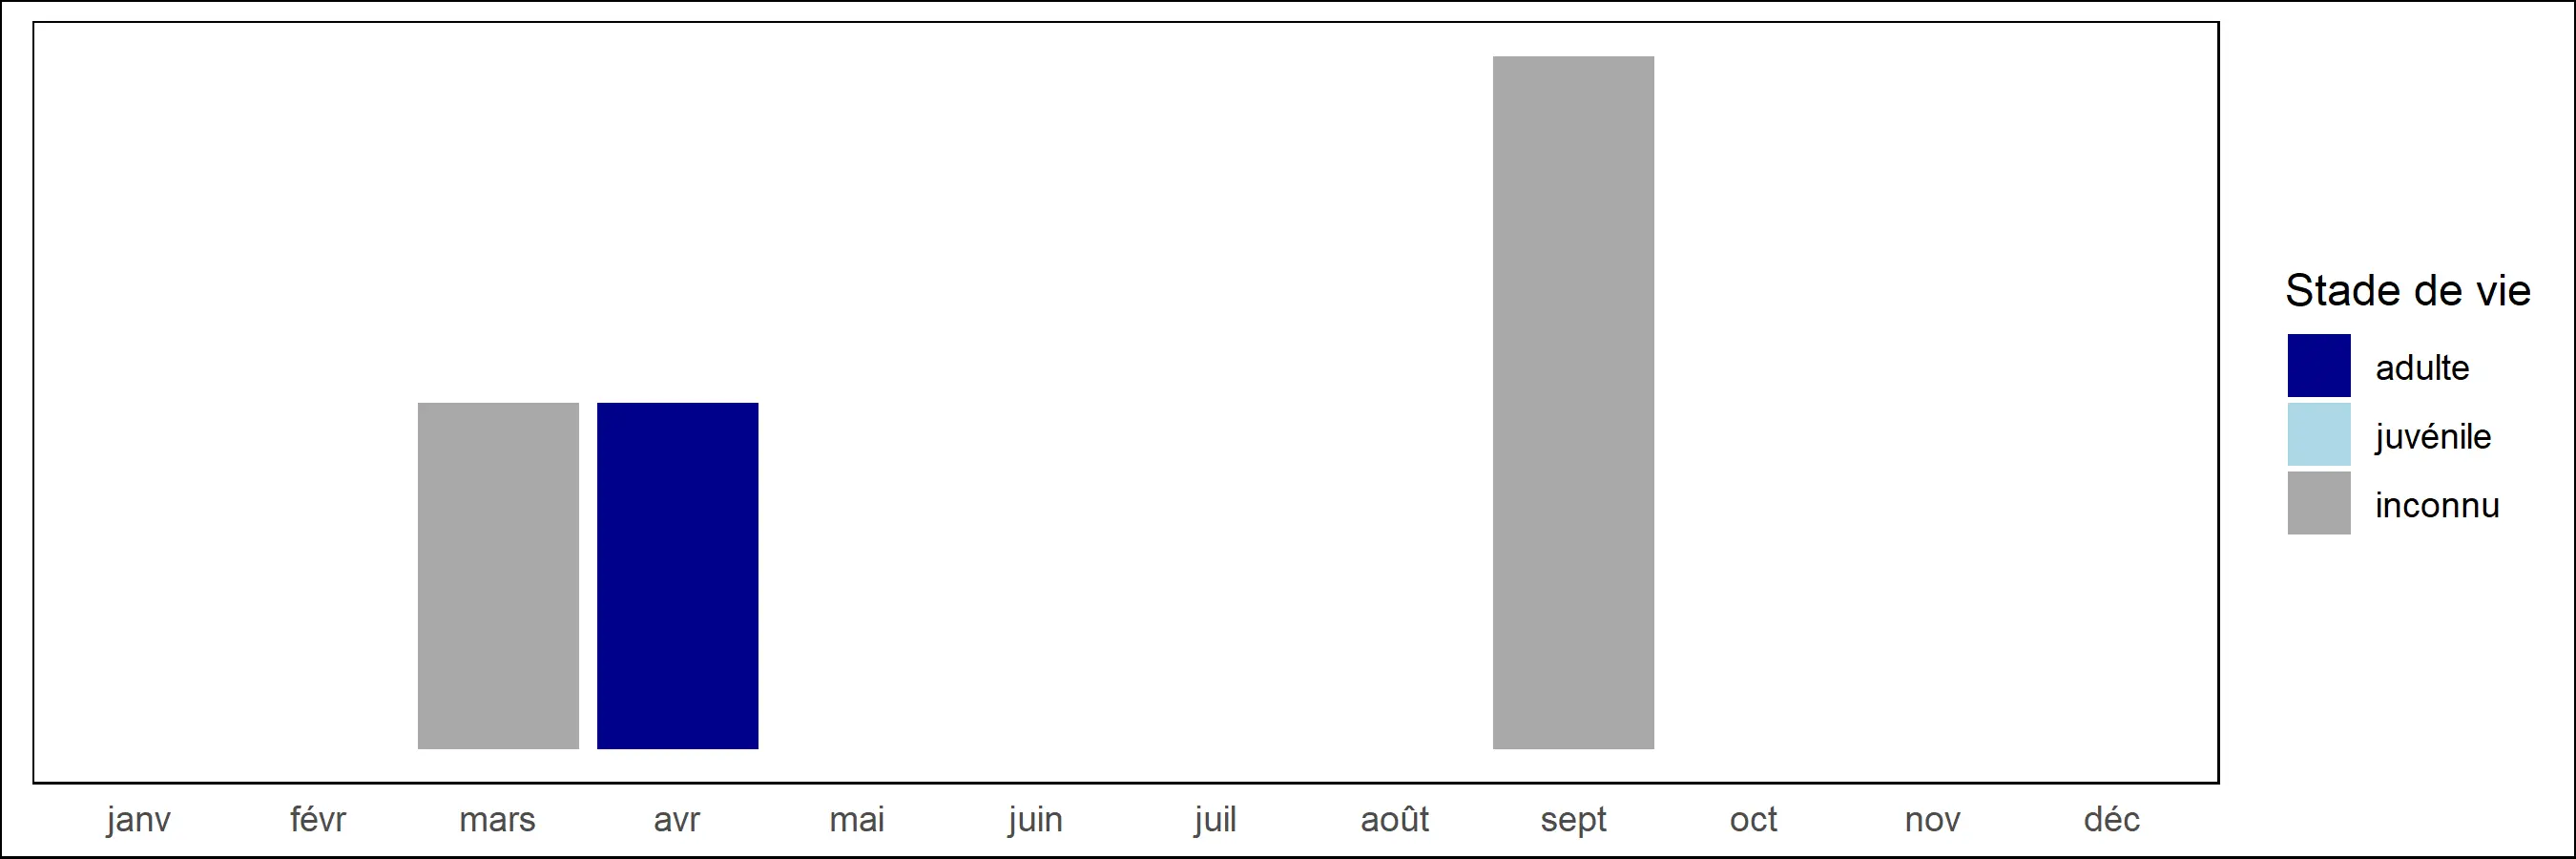 Stade de vie
adulte
juvénile
inconnu
janv févr mars avr mai juin juil août sept oct nov déc